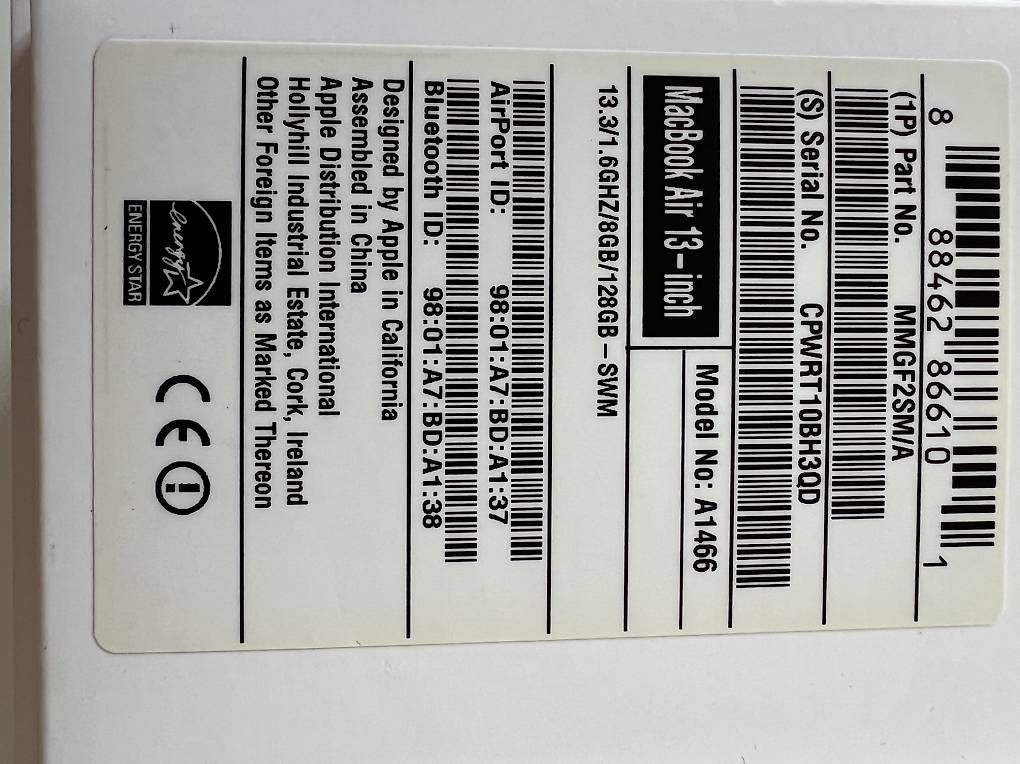 8 88462 86610 1
(1P) Part No. MMGF2SM/A
(S) Serial No. CPWRT10BH3QD
MacBook Air 13-inch
Model No: A1466
13.3/1.6GHZ/8GB/128GB-SWM
AirPort ID: 98:01:A7:BD:A1:37
Bluetooth ID: 98:01:A7:BD:A1:38
Designed by Apple in California
Assembled in China
Apple Distribution International
Hollyhill Industrial Estate, Cork, Ireland
Other Foreign Items as Marked Thereon
energy
ENERGY STAR
CE